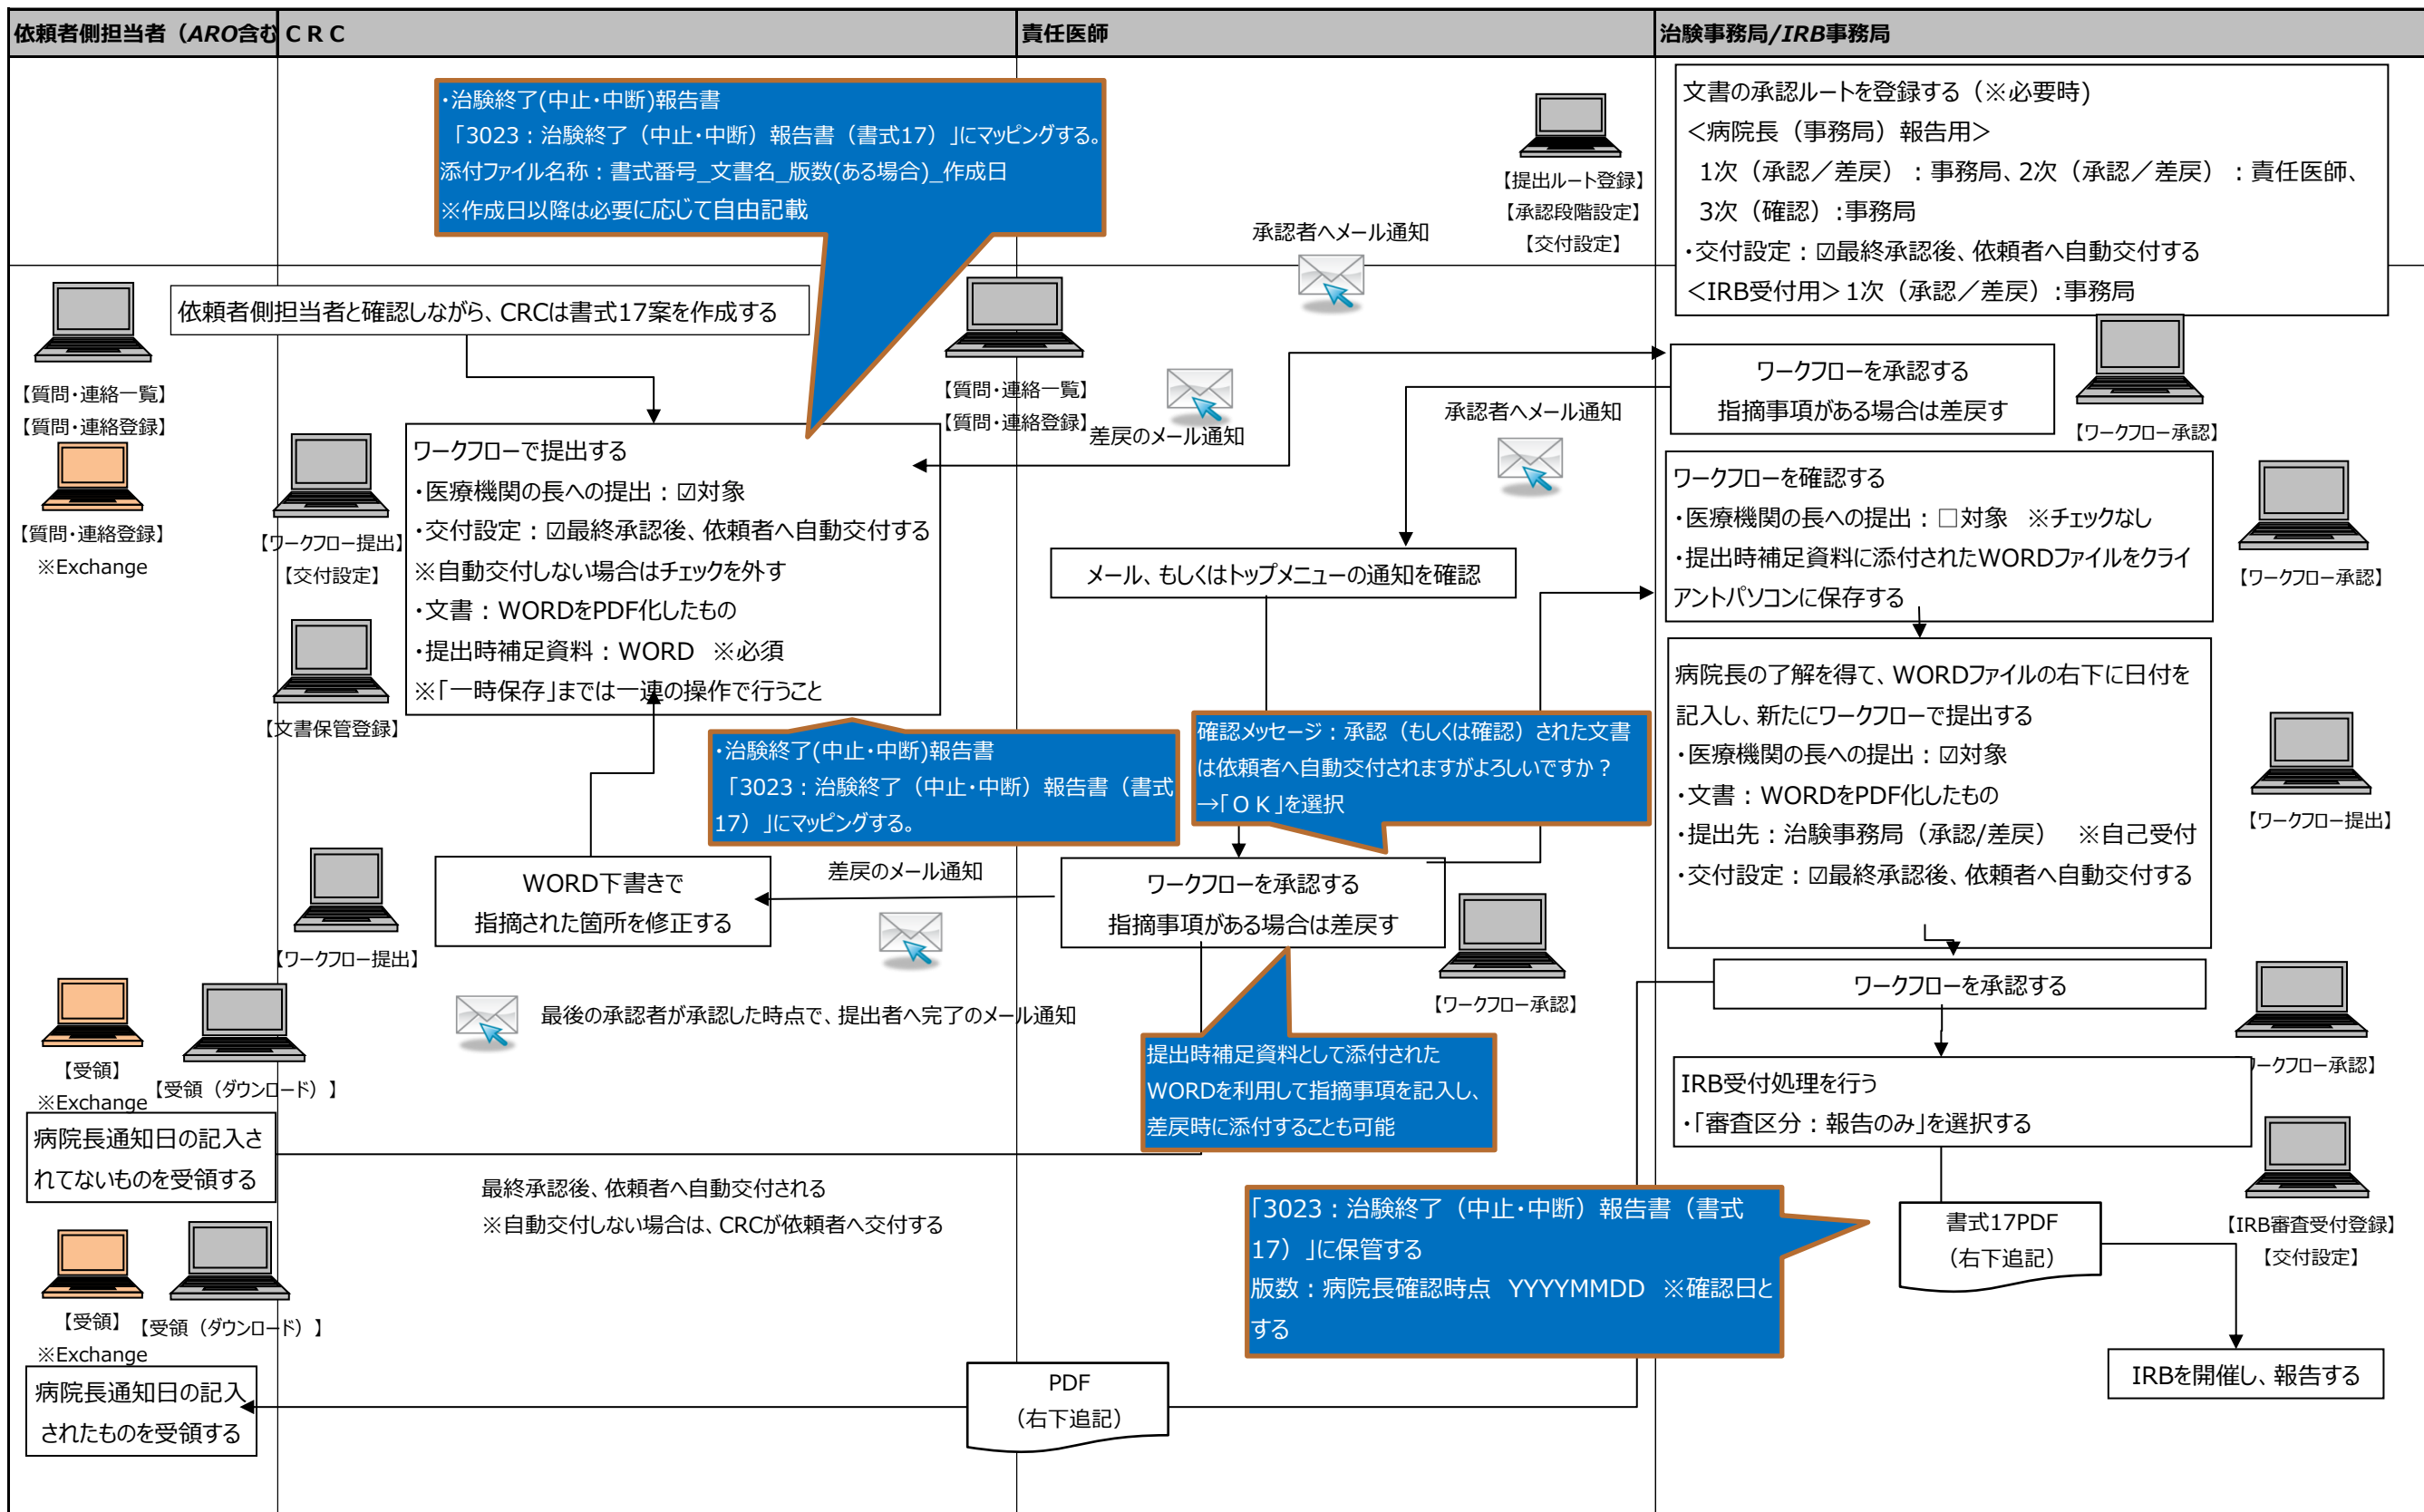 依頼者側担当者（ARO含む
ＣＲＣ
責任医師
治験事務局/IRB事務局
・治験終了(中止・中断)報告書
「3023：治験終了（中止・中断）報告書（書式17）」にマッピングする。
添付ファイル名称：書式番号_文書名_版数(ある場合)_作成日
※作成日以降は必要に応じて自由記載
【提出ルート登録】
【承認段階設定】
【交付設定】
文書の承認ルートを登録する（※必要時)
＜病院長（事務局）報告用＞
1次（承認／差戻）：事務局、2次（承認／差戻）：責任医師、
3次（確認）:事務局
・交付設定：☑最終承認後、依頼者へ自動交付する
＜IRB受付用＞1次（承認／差戻）:事務局
承認者へメール通知
依頼者側担当者と確認しながら、CRCは書式17案を作成する
【質問・連絡一覧】
【質問・連絡登録】
【質問・連絡登録】
※Exchange
【質問・連絡一覧】
【質問・連絡登録】
差戻のメール通知
承認者へメール通知
ワークフローを承認する
指摘事項がある場合は差戻す
【ワークフロー承認】
【ワークフロー提出】
【交付設定】
【文書保管登録】
ワークフローで提出する
・医療機関の長への提出：☑対象
・交付設定：☑最終承認後、依頼者へ自動交付する
※自動交付しない場合はチェックを外す
・文書：WORDをPDF化したもの
・提出時補足資料：WORD　※必須
※「一時保存」までは一連の操作で行うこと
メール、もしくはトップメニューの通知を確認
ワークフローを確認する
・医療機関の長への提出：□対象　※チェックなし
・提出時補足資料に添付されたWORDファイルをクライ
アントパソコンに保存する
【ワークフロー承認】
・治験終了(中止・中断)報告書
「3023：治験終了（中止・中断）報告書（書式
17）」にマッピングする。
確認メッセージ：承認（もしくは確認）された文書
は依頼者へ自動交付されますがよろしいですか？
→「ＯＫ」を選択
病院長の了解を得て、WORDファイルの右下に日付を
記入し、新たにワークフローで提出する
・医療機関の長への提出：☑対象
・文書：WORDをPDF化したもの
・提出先：治験事務局（承認/差戻）　※自己受付
・交付設定：☑最終承認後、依頼者へ自動交付する
【ワークフロー提出】
【ワークフロー提出】
WORD下書きで
指摘された箇所を修正する
差戻のメール通知
ワークフローを承認する
指摘事項がある場合は差戻す
【ワークフロー承認】
最後の承認者が承認した時点で、提出者へ完了のメール通知
ワークフローを承認する
ークフロー承認】
【受領】
※Exchange
【受領（ダウンロード）】
提出時補足資料として添付された
WORDを利用して指摘事項を記入し、
差戻時に添付することも可能
IRB受付処理を行う
・「審査区分：報告のみ」を選択する
病院長通知日の記入さ
れてないものを受領する
最終承認後、依頼者へ自動交付される
※自動交付しない場合は、CRCが依頼者へ交付する
「3023：治験終了（中止・中断）報告書（書式
17）」に保管する
版数：病院長確認時点　YYYYMMDD　※確認日と
する
書式17PDF
（右下追記）
【IRB審査受付登録】
【交付設定】
【受領】
※Exchange
【受領（ダウンロード）】
病院長通知日の記入
されたものを受領する
PDF
（右下追記）
IRBを開催し、報告する